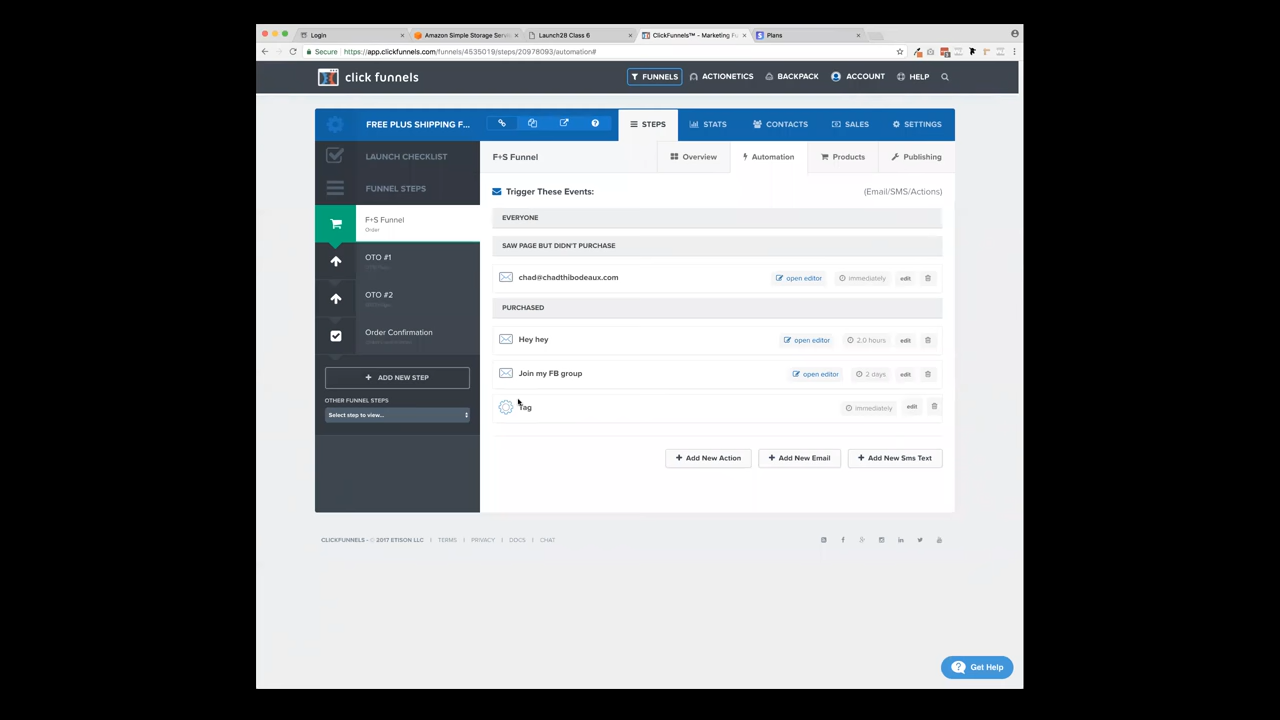 Login
Amazon Simple Storage Serv
Launch28 Class 6
ClickFunnels™ - Marketing F
Plans
Secure
https://app.clickfunnels.com/funnels/4535019/steps/20978093/automation#
click funnels
FUNNELS
ACTIONETICS
BACKPACK
ACCOUNT
HELP
FREE PLUS SHIPPING F...
STEPS
STATS
CONTACTS
SALES
SETTINGS
LAUNCH CHECKLIST
FUNNEL STEPS
F+S Funnel
Order
OTO #1
OTO #2
Order Confirmation
ADD NEW STEP
OTHER FUNNEL STEPS
Select step to view...
F+S Funnel
Overview
Automation
Products
Publishing
Trigger These Events:
(Email/SMS/Actions)
EVERYONE
SAW PAGE BUT DIDN'T PURCHASE
chad@chadthibodeaux.com
open editor
immediately
edit
PURCHASED
Hey hey
open editor
2.0 hours
edit
Join my FB group
open editor
2 days
edit
Tag
immediately
edit
+ Add New Action
+ Add New Email
+ Add New Sms Text
CLICKFUNNELS - © 2017 ETISON LLC | TERMS | PRIVACY | DOCS | CHAT
Get Help